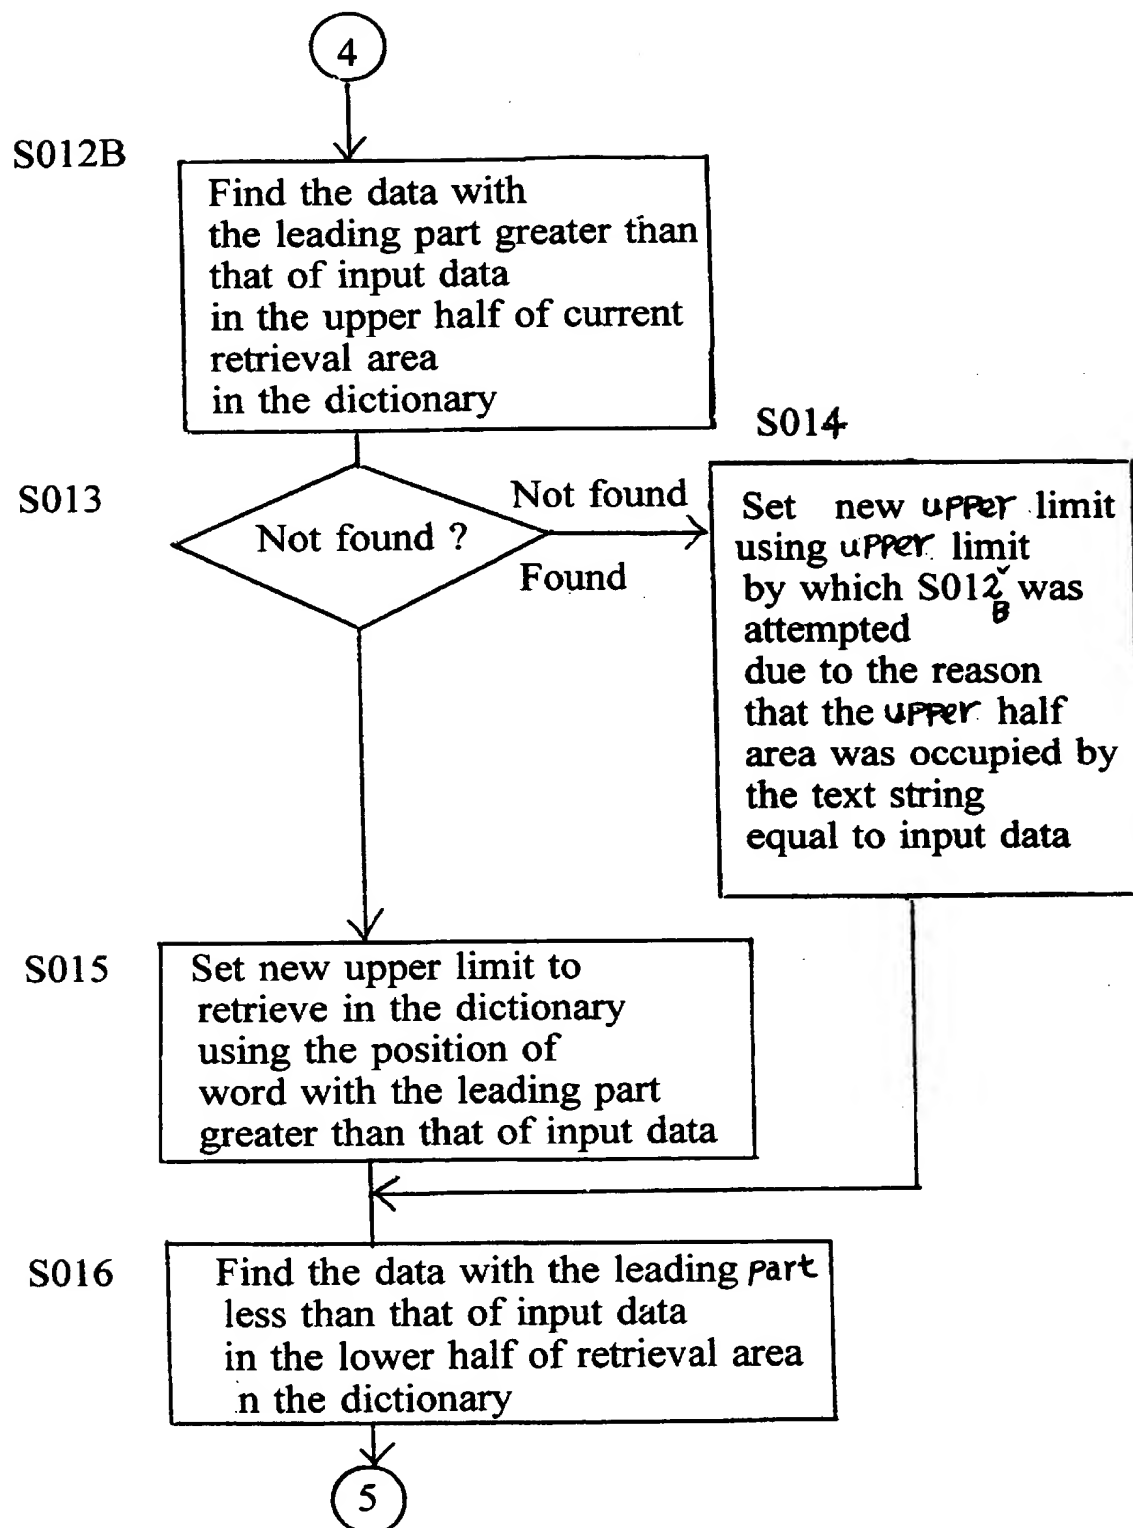 4
S012B
Find the data with
the leading part greater than
that of input data
in the upper half of current
retrieval area
in the dictionary
S013
Not found ?
Not found
Found
S014
Set new upper limit
using upper limit
by which S012B was
attempted
due to the reason
that the upper half
area was occupied by
the text string
equal to input data
S015
Set new upper limit to
retrieve in the dictionary
using the position of
word with the leading part
greater than that of input data
S016
Find the data with the leading part
less than that of input data
in the lower half of retrieval area
n the dictionary
5